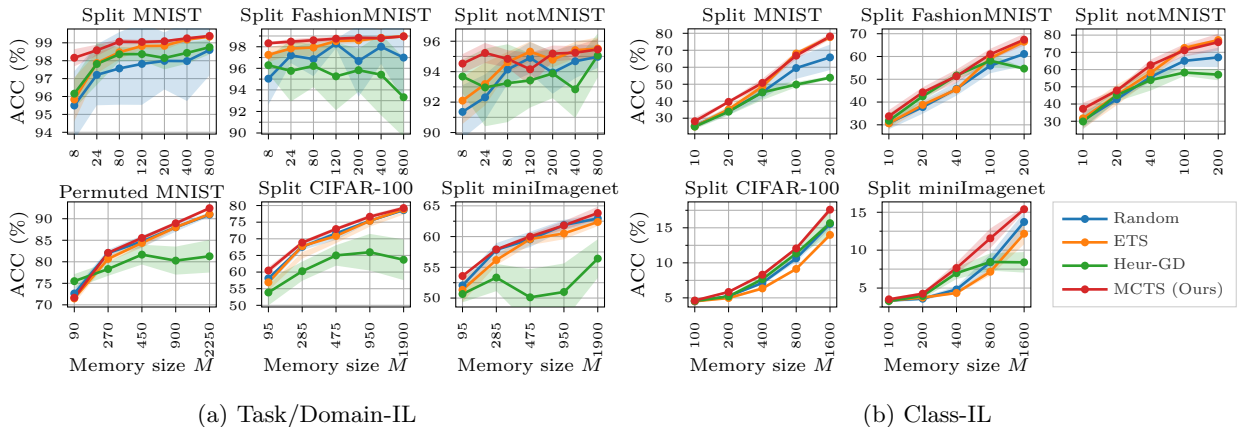 Split MNIST Split FashionMNIST Split notMNIST Split MNIST Split FashionMNIST Split notMNIST
ACC (%)
99
98
97
96
95
94
98
96
94
92
90
96
94
92
90
ACC (%)
80
70
60
50
40
30
70
60
50
40
30
80
70
60
50
40
30
8 24 80 120 200 400 800
8 24 80 120 200 400 800
8 24 80 120 200 400 800
10 20 40 100 200
10 20 40 100 200
10 20 40 100 200
Permuted MNIST Split CIFAR-100 Split miniImagenet Split CIFAR-100 Split miniImagenet
ACC (%)
90
85
80
75
70
80
75
70
65
60
55
50
65
60
55
50
ACC (%)
15
10
5
15
10
5
Random
ETS
Heur-GD
MCTS (Ours)
90 270 450 900 2250
95 285 475 950 1900
95 285 475 950 1900
100 200 400 800 1600
100 200 400 800 1600
Memory size M Memory size M Memory size M Memory size M Memory size M
(a) Task/Domain-IL (b) Class-IL